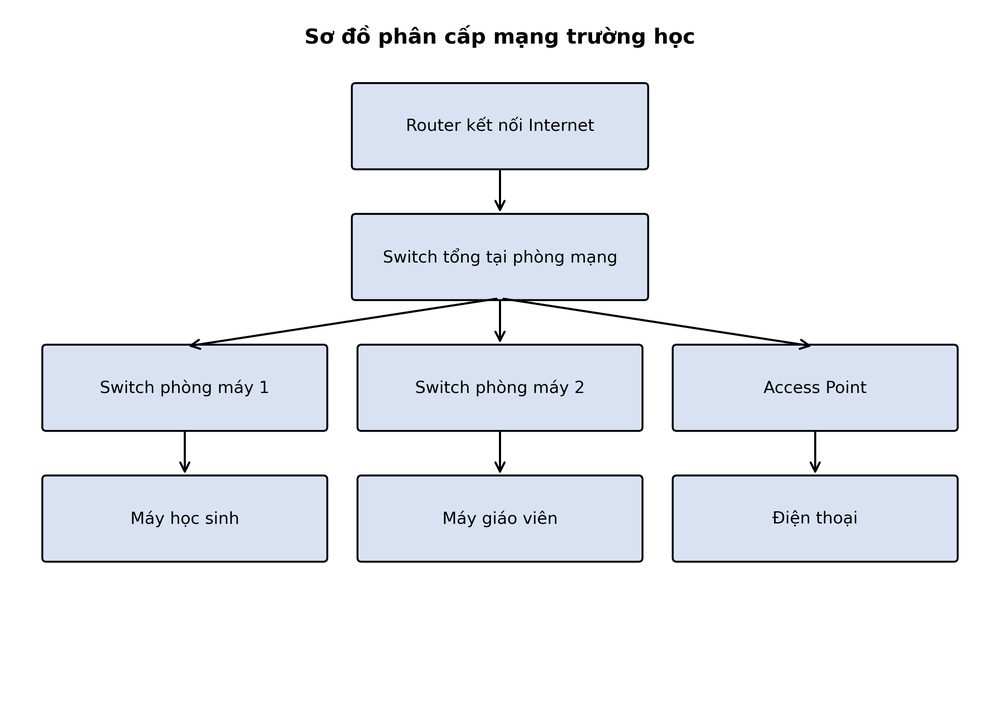 Sơ đồ phân cấp mạng trường học
Router kết nối Internet
Switch tổng tại phòng mạng
Switch phòng máy 1
Switch phòng máy 2
Access Point
Máy học sinh
Máy giáo viên
Điện thoại